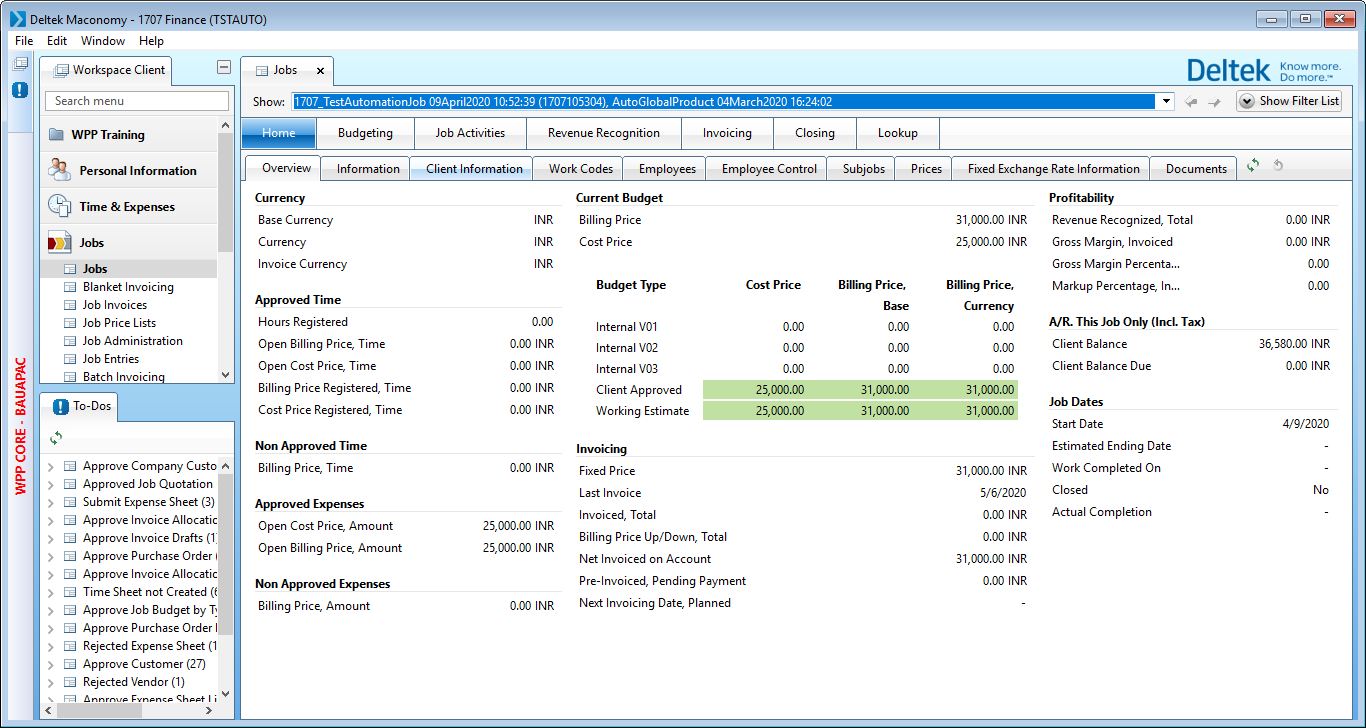 Deltek Maconomy - 1707 Finance (TSTAUTO)
File Edit Window Help
Workspace Client
Search menu
WPP Training
Personal Information
Time & Expenses
Jobs
Jobs
Blanket Invoicing
Job Invoices
Job Price Lists
Job Administration
Job Entries
Batch Invoicing
WPP CORE - BAUAPAC
To-Dos
Approve Company Custo
Approved Job Quotation
Submit Expense Sheet (3)
Approve Invoice Allocatic
Approve Invoice Drafts (1
Approve Purchase Order (
Approve Invoice Allocatic
Time Sheet not Created (6
Approve Job Budget by Ty
Approve Purchase Order
Rejected Expense Sheet (1
Approve Customer (27)
Rejected Vendor (1)
Approve Expense Sheet Li
Jobs
Deltek Know more.
Do more.™
Show: 1707_TestAutomationJob 09April2020 10:52:39 (1707105304), AutoGlobalProduct 04March2020 16:24:02 Show Filter List
Home Budgeting Job Activities Revenue Recognition Invoicing Closing Lookup
Overview Information Client Information Work Codes Employees Employee Control Subjobs Prices Fixed Exchange Rate Information Documents
Currency
Base Currency INR
Currency INR
Invoice Currency INR
Approved Time
Hours Registered 0.00
Open Billing Price, Time 0.00 INR
Open Cost Price, Time 0.00 INR
Billing Price Registered, Time 0.00 INR
Cost Price Registered, Time 0.00 INR
Non Approved Time
Billing Price, Time 0.00 INR
Approved Expenses
Open Cost Price, Amount 25,000.00 INR
Open Billing Price, Amount 25,000.00 INR
Non Approved Expenses
Billing Price, Amount 0.00 INR
Current Budget
Billing Price 31,000.00 INR
Cost Price 25,000.00 INR
Budget Type Cost Price Billing Price, Billing Price,
Base Currency
Internal V01 0.00 0.00 0.00
Internal V02 0.00 0.00 0.00
Internal V03 0.00 0.00 0.00
Client Approved 25,000.00 31,000.00 31,000.00
Working Estimate 25,000.00 31,000.00 31,000.00
Invoicing
Fixed Price 31,000.00 INR
Last Invoice 5/6/2020
Invoiced, Total 0.00 INR
Billing Price Up/Down, Total 0.00 INR
Net Invoiced on Account 31,000.00 INR
Pre-Invoiced, Pending Payment 0.00 INR
Next Invoicing Date, Planned -
Profitability
Revenue Recognized, Total 0.00 INR
Gross Margin, Invoiced 0.00 INR
Gross Margin Percenta... 0.00
Markup Percentage, In... 0.00
A/R. This Job Only (Incl. Tax)
Client Balance 36,580.00 INR
Client Balance Due 0.00 INR
Job Dates
Start Date 4/9/2020
Estimated Ending Date -
Work Completed On -
Closed No
Actual Completion -